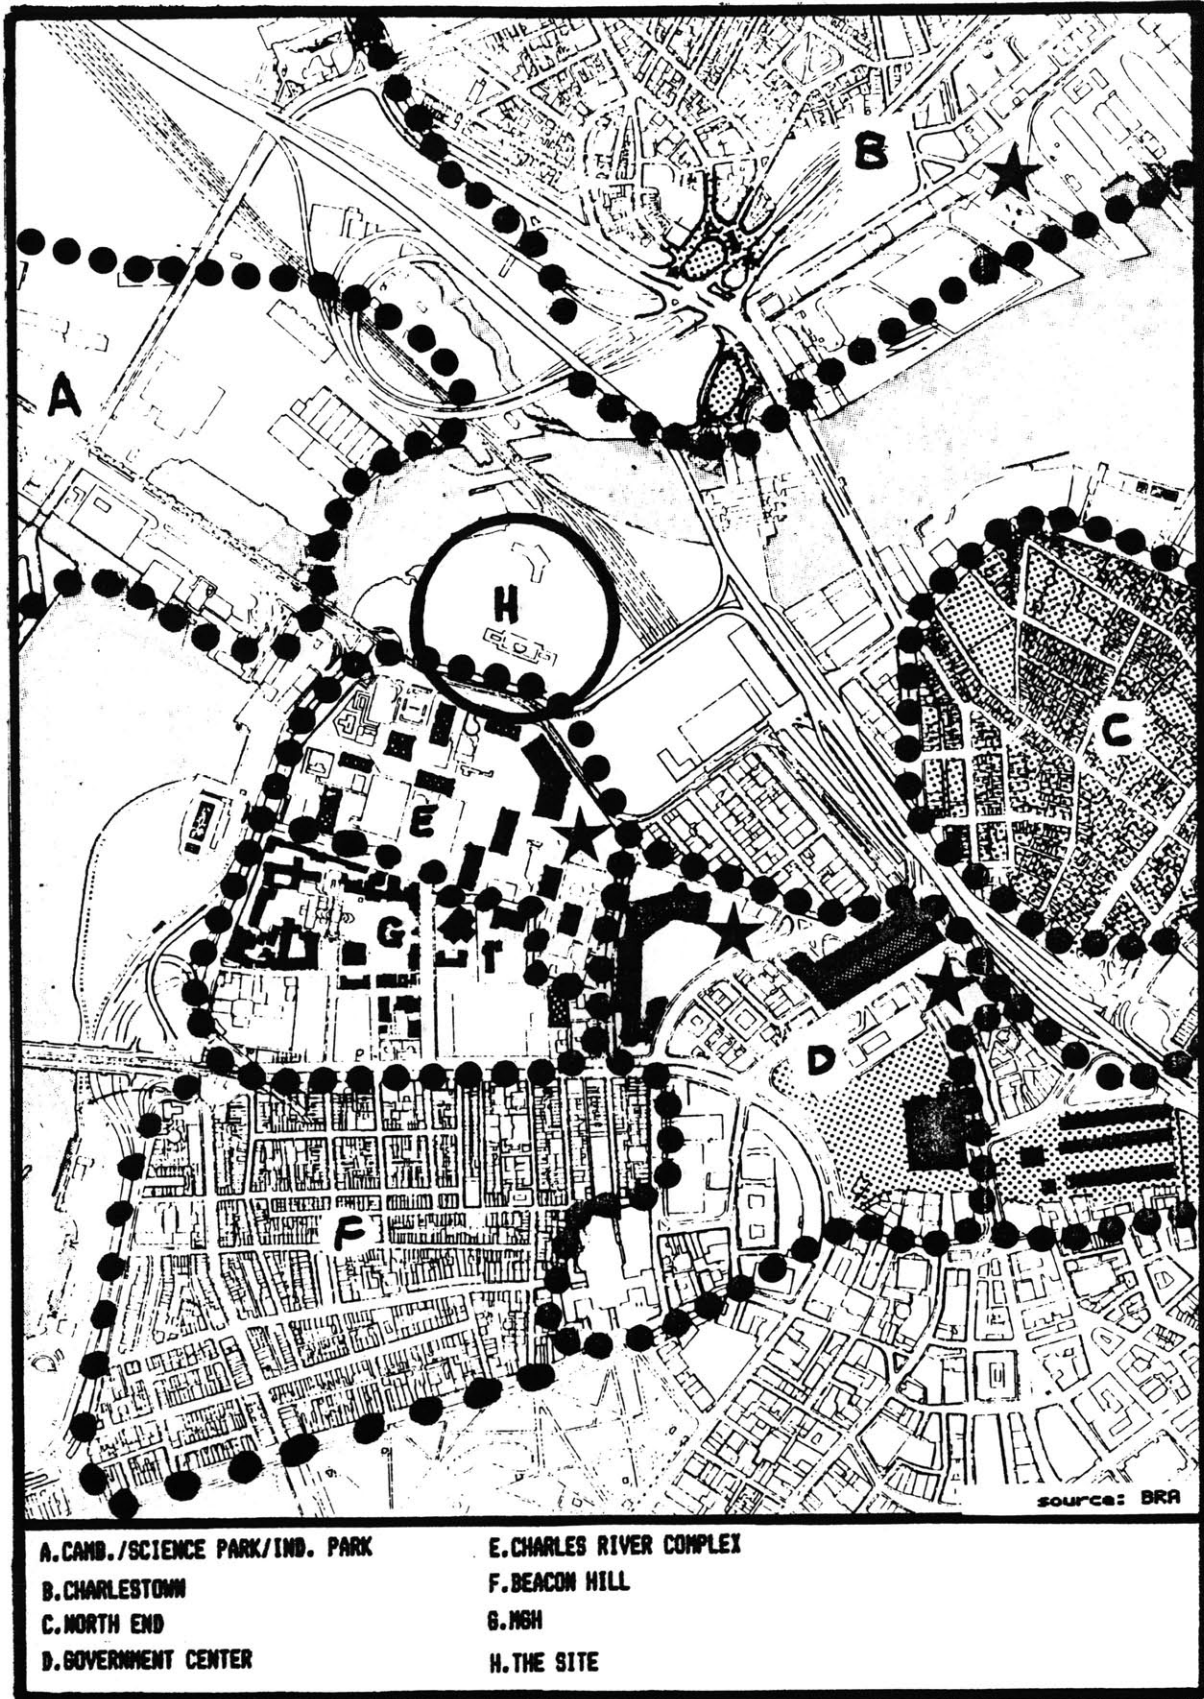 B
A
H
C
E
G
D
F
source: BRA
A.CAMB./SCIENCE PARK/IND. PARK
B.CHARLESTOWN
C.NORTH END
D.GOVERNMENT CENTER
E.CHARLES RIVER COMPLEX
F.BEACON HILL
G.MGH
H.THE SITE